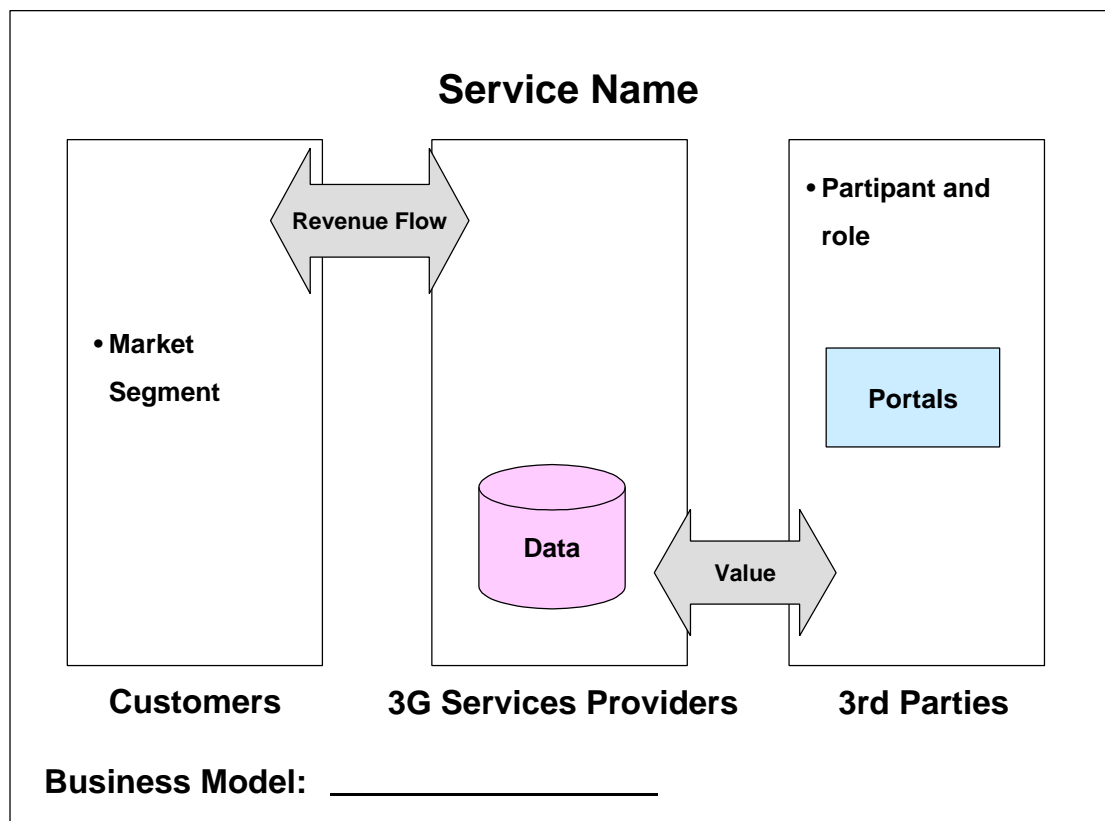 Service Name
Revenue Flow
• Market
Segment
Data
• Partipant and
role
Portals
Value
Customers
3G Services Providers
3rd Parties
Business Model: ____________________